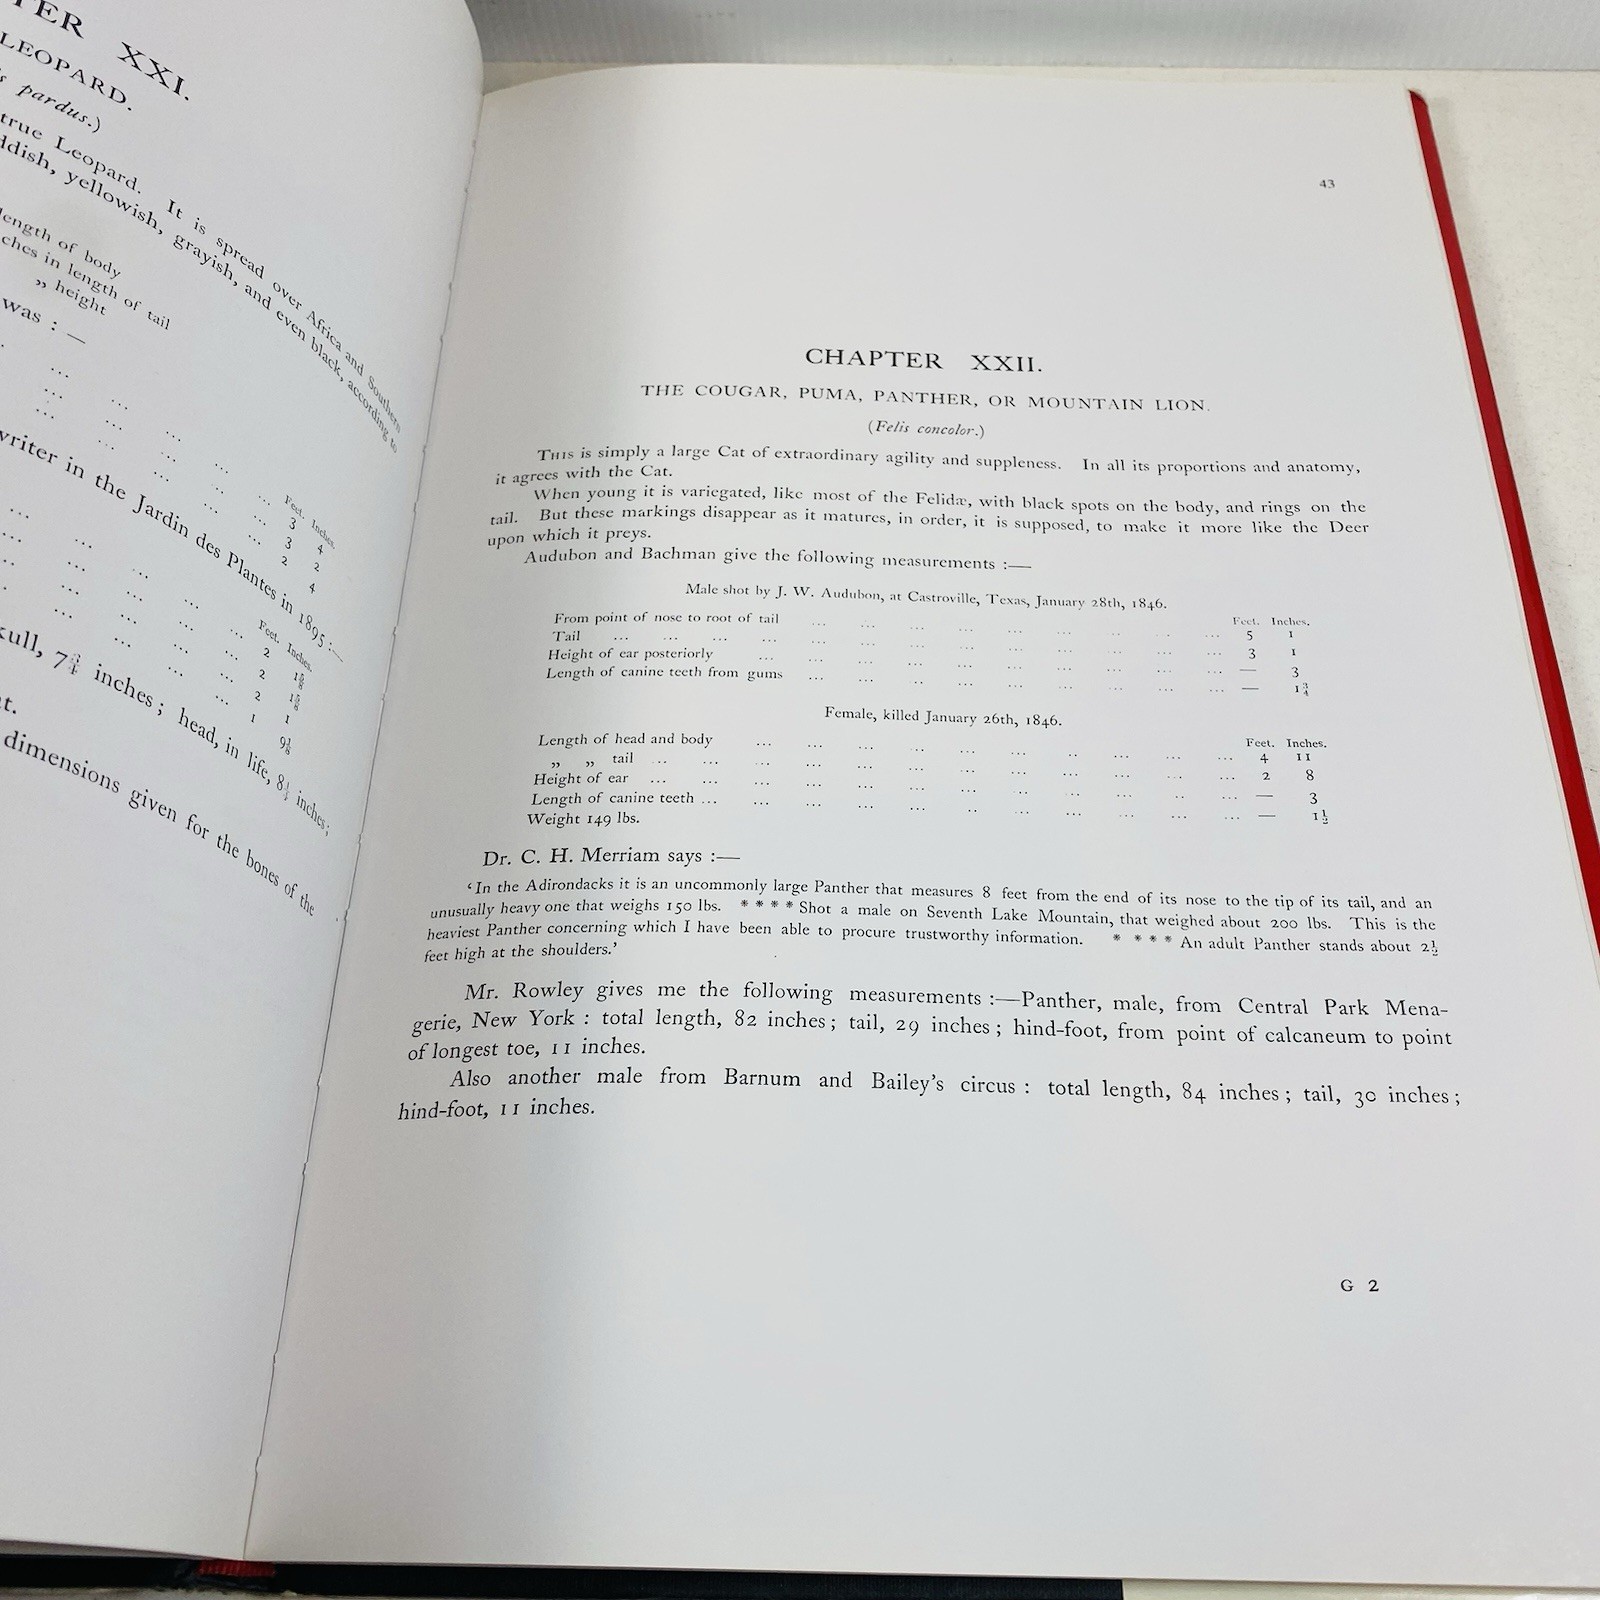 TER XXI.
LEOPARD.
pardus.)
true Leopard. It is spread over Africa and Southern
yellowish, grayish, and even black, according to
length of body
in length of tail
„ height
was :—
Feet. Inches.
3 4
3 2
2 4
writer in the Jardin des Plantes in 1895 :—
Feet. Inches.
2
2
2 1
1
7¾ inches; head, in life, inches;
dimensions given for the bones of the
43
CHAPTER XXII.
THE COUGAR, PUMA, PANTHER, OR MOUNTAIN LION.
(Felis concolor.)
THIS is simply a large Cat of extraordinary agility and suppleness. In all its proportions and anatomy,
it agrees with the Cat.
When young it is variegated, like most of the Felidæ, with black spots on the body, and rings on the
tail. But these markings disappear as it matures, in order, it is supposed, to make it more like the Deer
upon which it preys.
Audubon and Bachman give the following measurements :—
Male shot by J. W. Audubon, at Castroville, Texas, January 28th, 1846.
Feet. Inches.
From point of nose to root of tail ... ... ... ... ... ... ... ... ... 5 1
Tail ... ... ... ... ... ... ... ... ... ... ... ... ... 3 1
Height of ear posteriorly ... ... ... ... ... ... ... ... ... ... — 3
Length of canine teeth from gums ... ... ... ... ... ... ... ... ... — 1¾
Female, killed January 26th, 1846.
Feet. Inches.
Length of head and body ... ... ... ... ... ... ... ... ... ... 4 11
„ „ tail ... ... ... ... ... ... ... ... ... ... ... ... 2 8
Height of ear ... ... ... ... ... ... ... ... ... ... ... ... — 3
Length of canine teeth ... ... ... ... ... ... ... ... ... ... ... — 1½
Weight 149 lbs.
Dr. C. H. Merriam says :—
‘In the Adirondacks it is an uncommonly large Panther that measures 8 feet from the end of its nose to the tip of its tail, and an
unusually heavy one that weighs 150 lbs. * * * * Shot a male on Seventh Lake Mountain, that weighed about 200 lbs. This is the
heaviest Panther concerning which I have been able to procure trustworthy information. * * * * An adult Panther stands about 2½
feet high at the shoulders.’
Mr. Rowley gives me the following measurements :—Panther, male, from Central Park Mena-
gerie, New York : total length, 82 inches ; tail, 29 inches ; hind-foot, from point of calcaneum to point
of longest toe, 11 inches.
Also another male from Barnum and Bailey’s circus : total length, 84 inches ; tail, 30 inches ;
hind-foot, 11 inches.
G 2